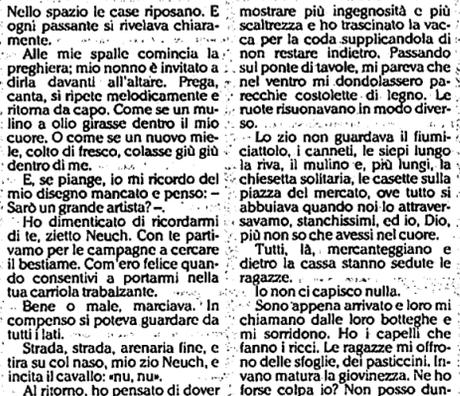 Nello spazio le case riposano. E
ogni passante si rivelava chiara-
mente.
Alle mie spalle comincia la
preghiera; mio nonno è invitato a
dirla davanti all'altare. Prega,
canta, si ripete melodicamente e
ritorna da capo. Come se un mu-
lino a olio girasse dentro il mio
cuore. O come se un nuovo mie-
le, colto di fresco, colasse giù giù
dentro di me.
E, se piange, io mi ricordo del
mio disegno mancato e penso: –
Sarò un grande artista? –.
Ho dimenticato di ricordarmi
di te, zietto Neuch. Con te parti-
vamo per le campagne a cercare
il bestiame. Com'ero felice quan-
do consentivi a portarmi nella
tua carriola trabalzante.
Bene o male, marciava. In
compenso si poteva guardare da
tutti i lati.
Strada, strada, arenaria fine, e
tira su col naso, mio zio Neuch, e
incita il cavallo: «nu, nu».
Al ritorno, ho pensato di dover
mostrare più ingegnosità e più
scaltrezza e ho trascinato la vac-
ca per la coda supplicandola di
non restare indietro. Passando
sul ponte di tavole, mi pareva che
nel ventro mi dondolassero pa-
recchie costolette di legno. Le
ruote risuonavano in modo diver-
so.
Lo zio non guardava il fiumi-
ciattolo, i canneti, le siepi lungo
la riva, il mulino e, più lungi, la
chiesetta solitaria, le casette sulla
piazza del mercato, ove tutto si
abbuiava quando noi lo attraver-
savamo, stanchissimi, ed io, Dio,
più non so che avessi nel cuore.
Tutti, là, mercanteggiano e
dietro la cassa stanno sedute le
ragazze.
Io non ci capisco nulla.
Sono appena arrivato e loro mi
chiamano dalle loro botteghe e
mi sorridono. Ho i capelli che
fanno i ricci. Le ragazze mi offro-
no delle sfoglie, dei pasticcini. In-
vano matura la giovinezza. Ne ho
forse colpa io? Non posso dun-